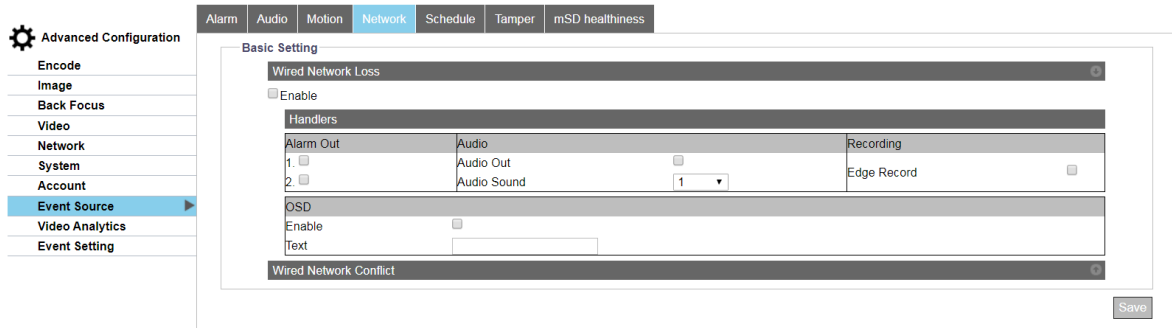 Alarm Audio Motion Network Schedule Tamper mSD healthiness
Advanced Configuration
Encode
Image
Back Focus
Video
Network
System
Account
Event Source
Video Analytics
Event Setting
Basic Setting
Wired Network Loss
Enable
Handlers
Alarm Out Audio Recording
1. Audio Out
2. Audio Sound 1
Edge Record
OSD
Enable
Text
Wired Network Conflict
Save